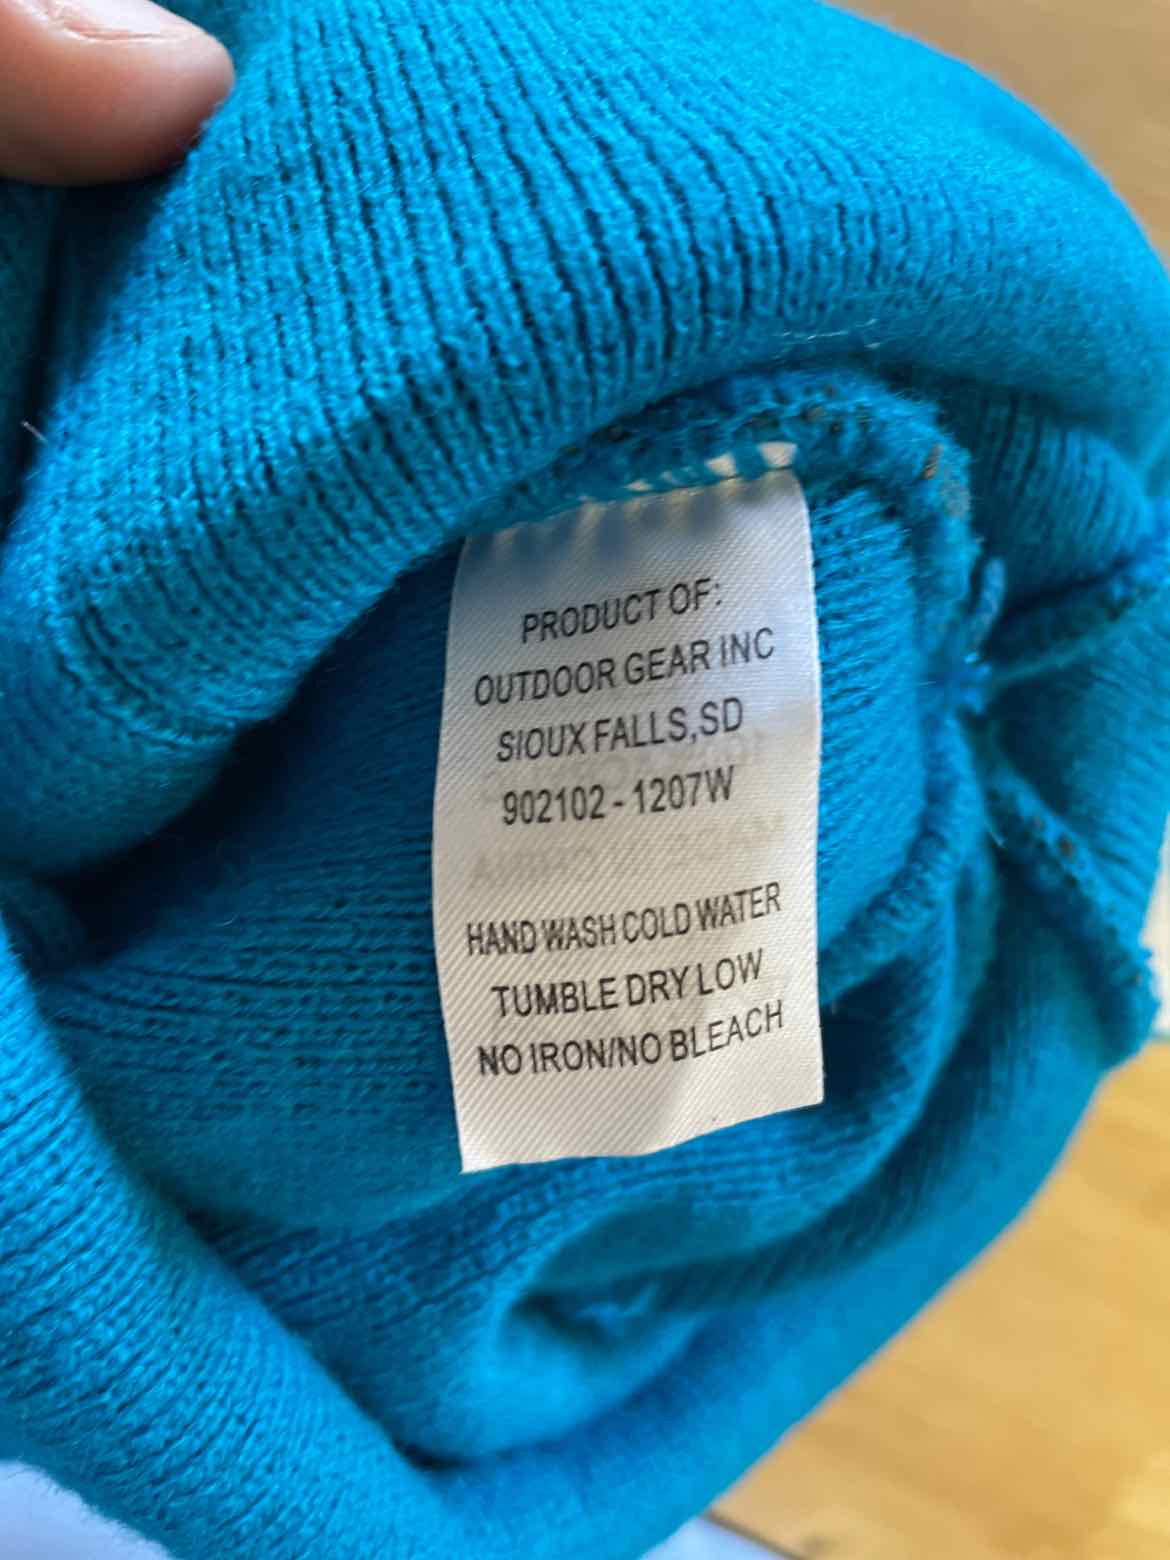 PRODUCT OF:
OUTDOOR GEAR INC
SIOUX FALLS,SD
902102 - 1207W
HAND WASH COLD WATER
TUMBLE DRY LOW
NO IRON/NO BLEACH